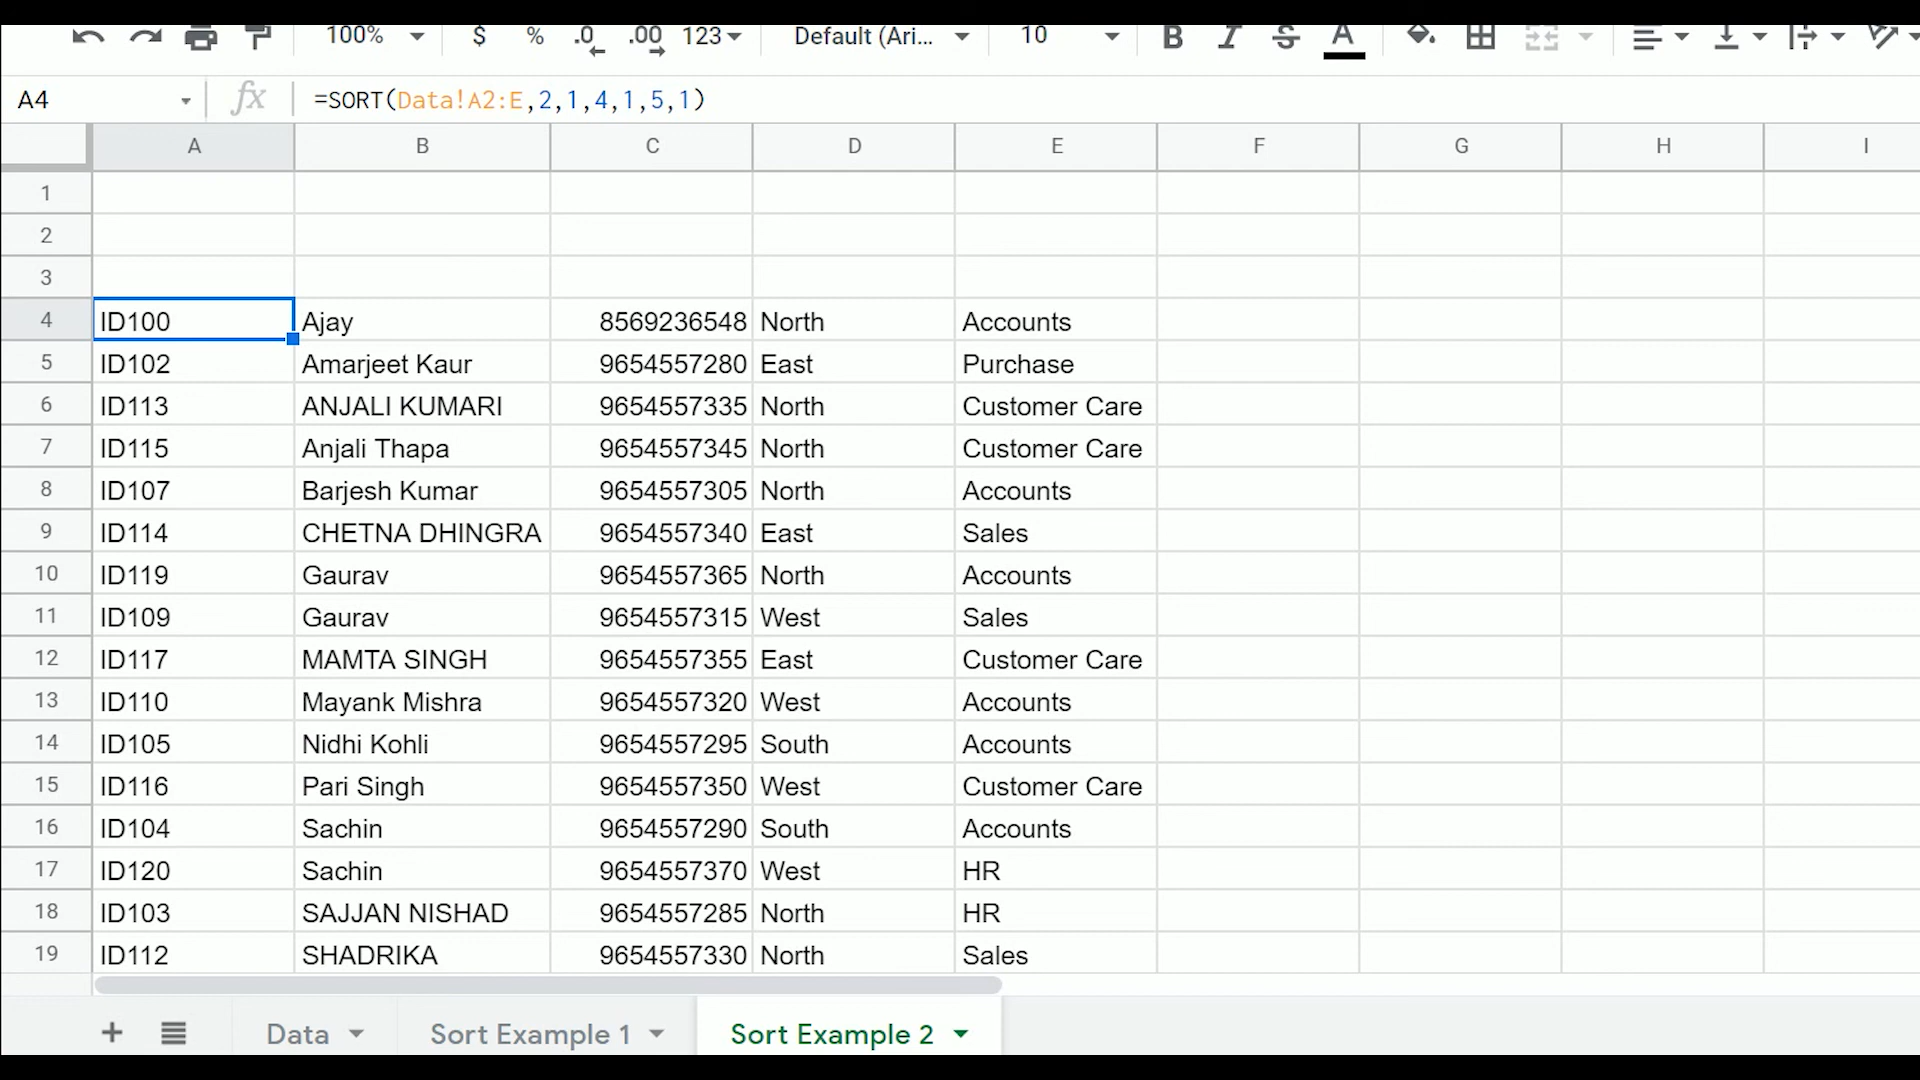 100% $ % .0 .00 123 Default (Ari... 10 B I S A
A4 fx =SORT(Data!A2:E,2,1,4,1,5,1)
A B C D E F G H I
1
2
3
4 ID100 Ajay 8569236548 North Accounts
5 ID102 Amarjeet Kaur 9654557280 East Purchase
6 ID113 ANJALI KUMARI 9654557335 North Customer Care
7 ID115 Anjali Thapa 9654557345 North Customer Care
8 ID107 Barjesh Kumar 9654557305 North Accounts
9 ID114 CHETNA DHINGRA 9654557340 East Sales
10 ID119 Gaurav 9654557365 North Accounts
11 ID109 Gaurav 9654557315 West Sales
12 ID117 MAMTA SINGH 9654557355 East Customer Care
13 ID110 Mayank Mishra 9654557320 West Accounts
14 ID105 Nidhi Kohli 9654557295 South Accounts
15 ID116 Pari Singh 9654557350 West Customer Care
16 ID104 Sachin 9654557290 South Accounts
17 ID120 Sachin 9654557370 West HR
18 ID103 SAJJAN NISHAD 9654557285 North HR
19 ID112 SHADRIKA 9654557330 North Sales
Data Sort Example 1 Sort Example 2